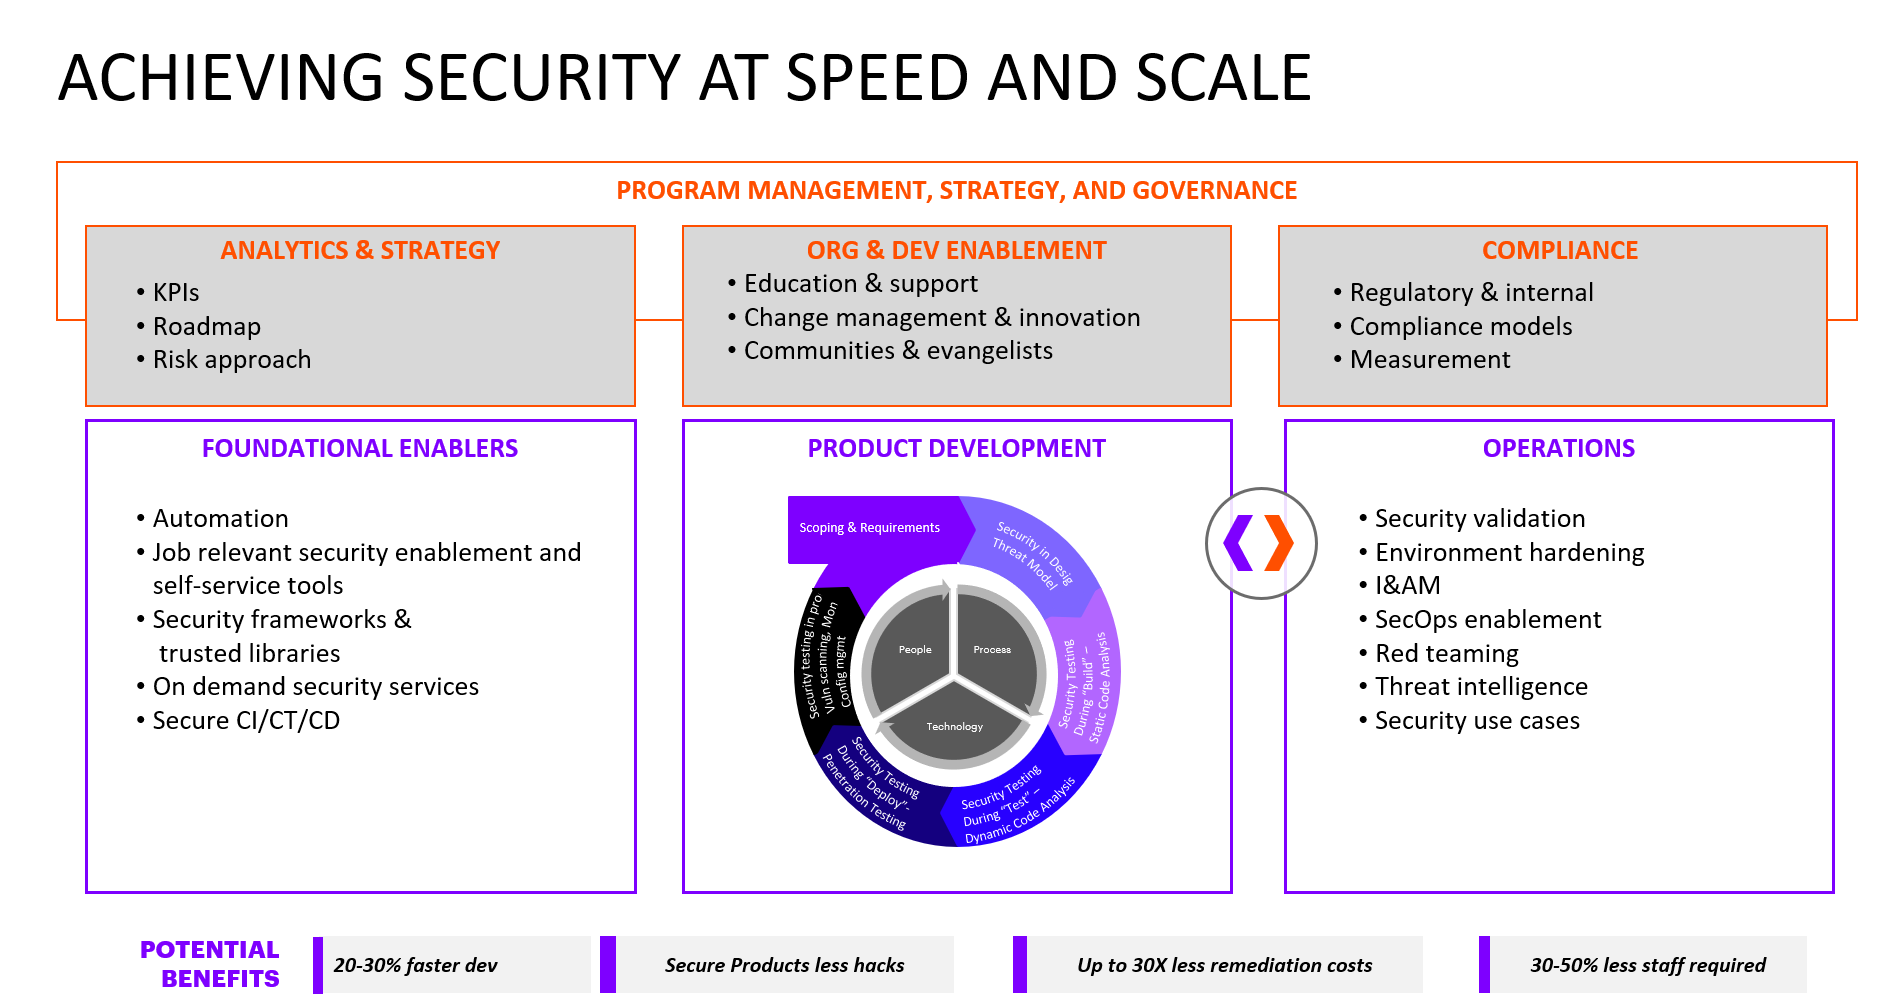 ACHIEVING SECURITY AT SPEED AND SCALE
PROGRAM MANAGEMENT, STRATEGY, AND GOVERNANCE
ANALYTICS & STRATEGY
• KPIs
• Roadmap
• Risk approach
ORG & DEV ENABLEMENT
• Education & support
• Change management & innovation
• Communities & evangelists
COMPLIANCE
• Regulatory & internal
• Compliance models
• Measurement
FOUNDATIONAL ENABLERS
• Automation
• Job relevant security enablement and
self-service tools
• Security frameworks &
trusted libraries
• On demand security services
• Secure CI/CT/CD
PRODUCT DEVELOPMENT
Scoping & Requirements
Security in Desig
Threat Model
Security Testing
During "Build" –
Static Code Analysis
Security Testing
During "Test" –
Dynamic Code Analysis
Security Testing
During "Deploy"-
Penetration Testing
Security testing in pro
Vuln scanning, Mon
Config mgmt
People
Process
Technology
OPERATIONS
• Security validation
• Environment hardening
• I&AM
• SecOps enablement
• Red teaming
• Threat intelligence
• Security use cases
POTENTIAL
BENEFITS
20-30% faster dev
Secure Products less hacks
Up to 30X less remediation costs
30-50% less staff required